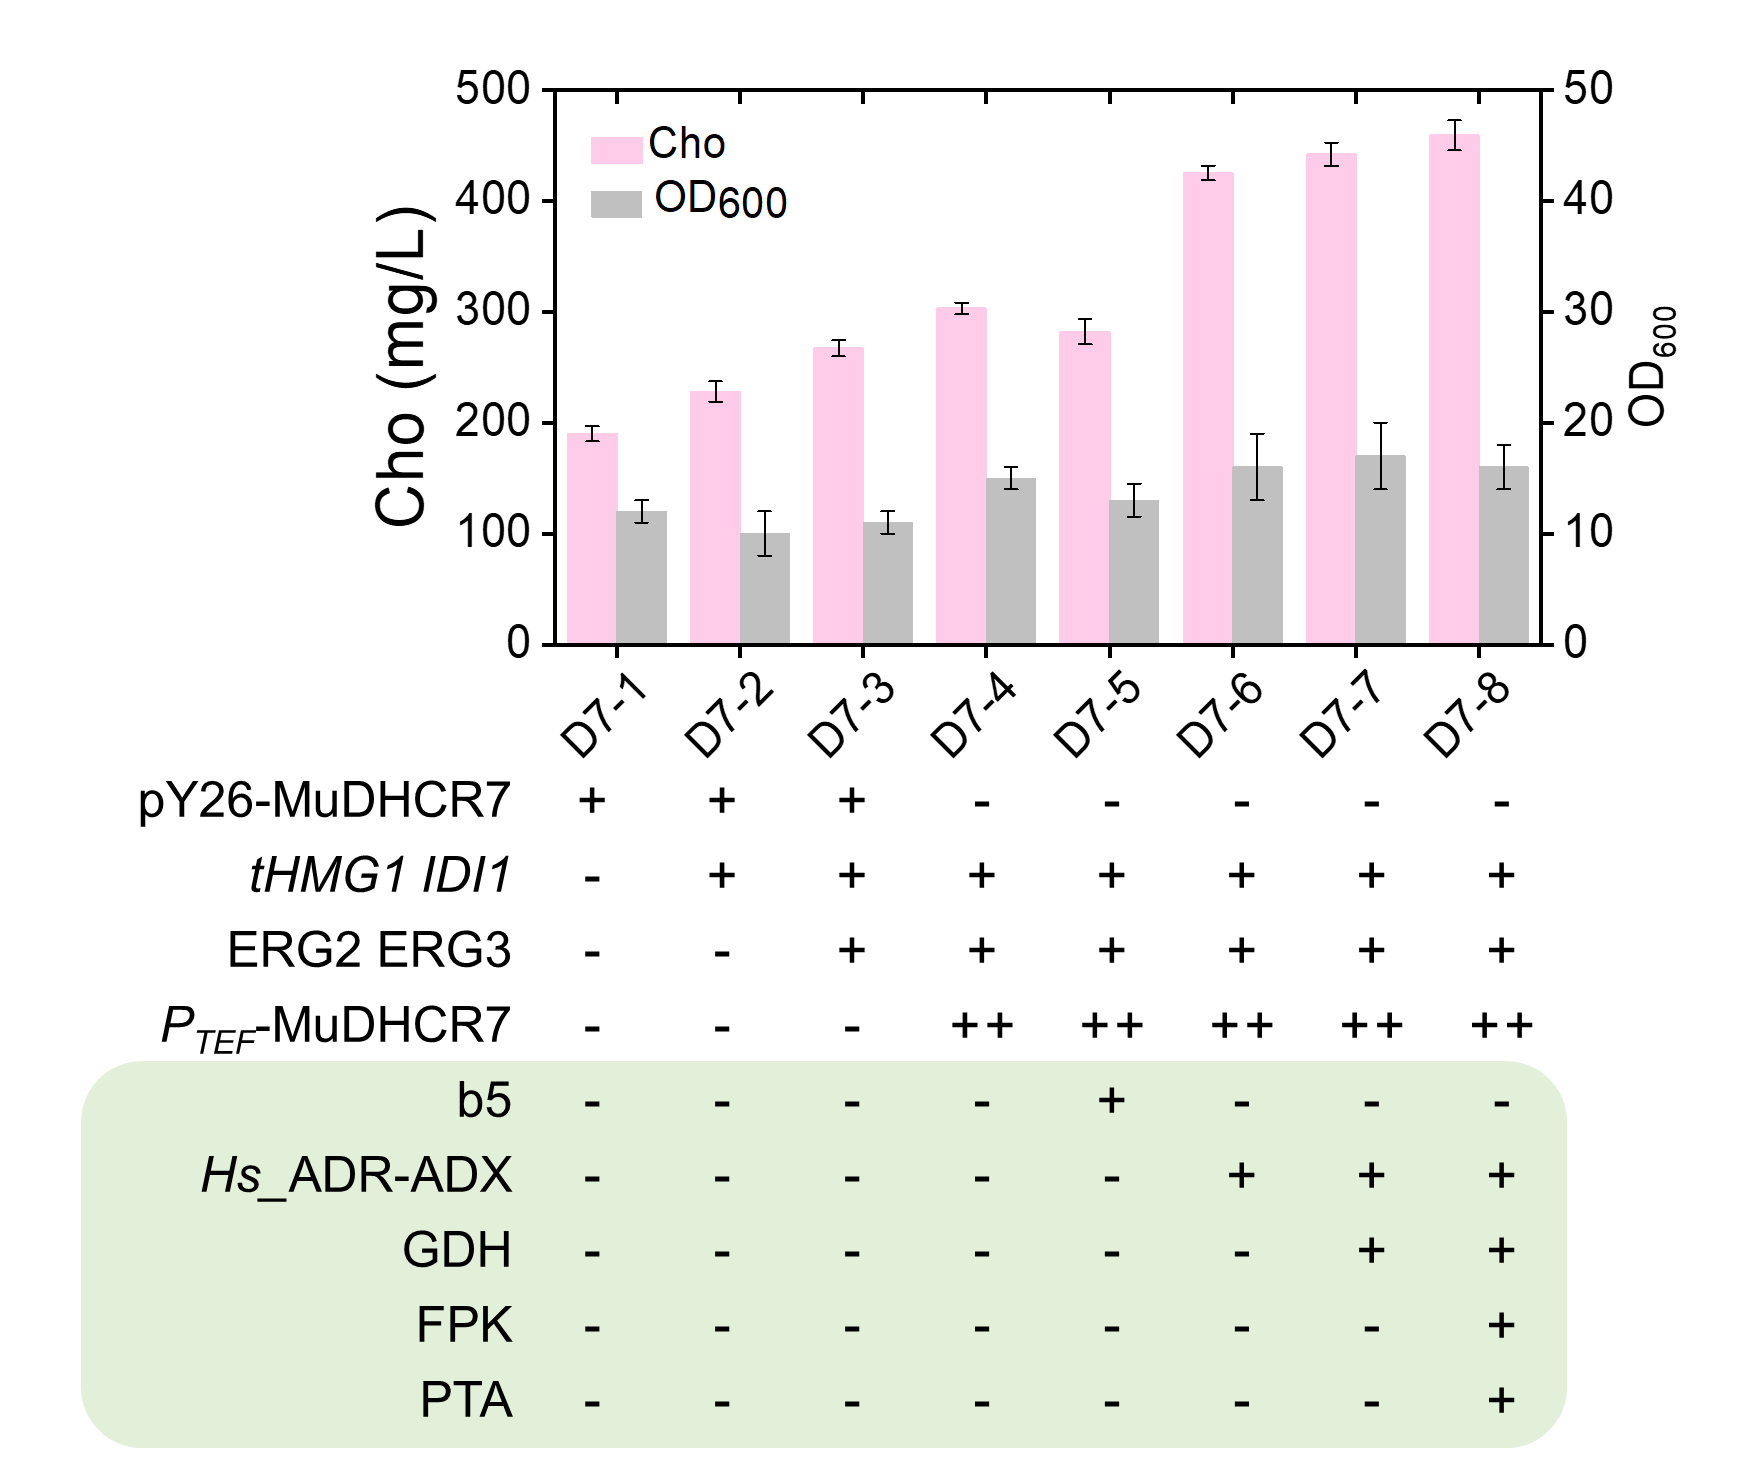 500
400
300
200
100
0
Cho (mg/L)
Cho
OD600
50
40
30
20
10
0
OD600
D7-1 D7-2 D7-3 D7-4 D7-5 D7-6 D7-7 D7-8
pY26-MuDHCR7 + + + - - - - -
tHMG1 IDI1 - + + + + + + +
ERG2 ERG3 - - + + + + + +
PTEF-MuDHCR7 - - - ++ ++ ++ ++ ++
b5 - - - - + - - -
Hs_ADR-ADX - - - - - + + +
GDH - - - - - - + +
FPK - - - - - - - +
PTA - - - - - - - +